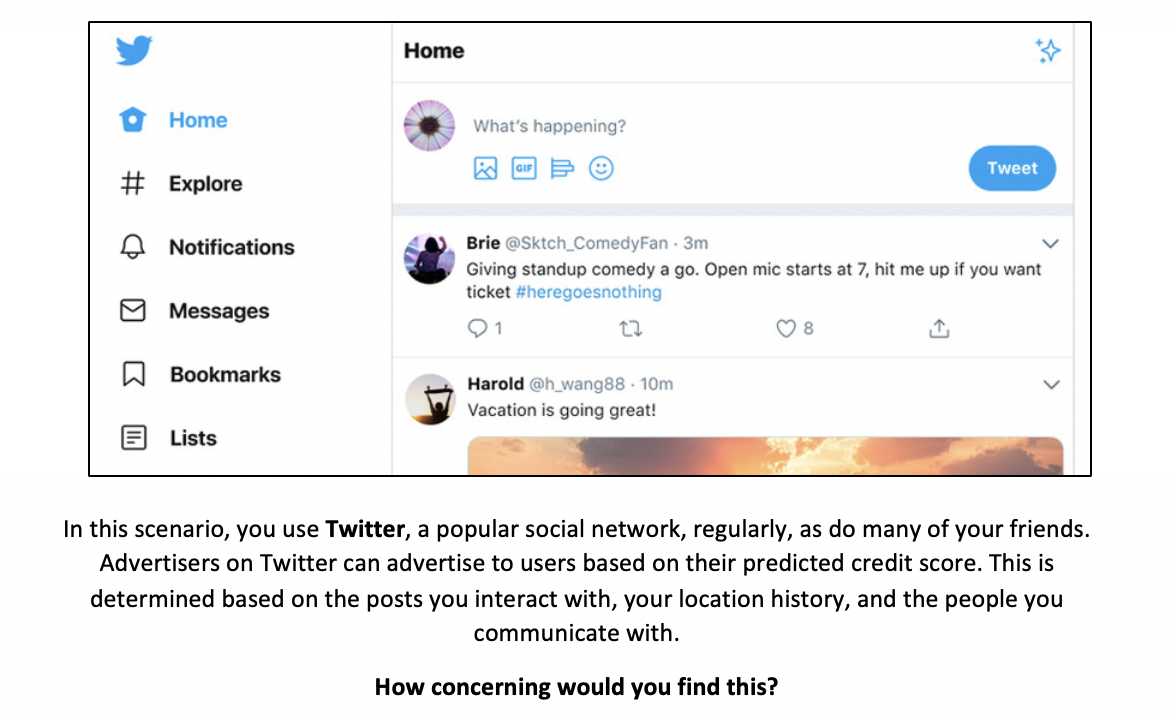 Home
Home
What's happening?
GIF
Tweet
Explore
Notifications
Messages
Bookmarks
Lists
Brie @Sktch_ComedyFan · 3m
Giving standup comedy a go. Open mic starts at 7, hit me up if you want
ticket #heregoesnothing
1
8
Harold @h_wang88 · 10m
Vacation is going great!
In this scenario, you use Twitter, a popular social network, regularly, as do many of your friends.
Advertisers on Twitter can advertise to users based on their predicted credit score. This is
determined based on the posts you interact with, your location history, and the people you
communicate with.
How concerning would you find this?